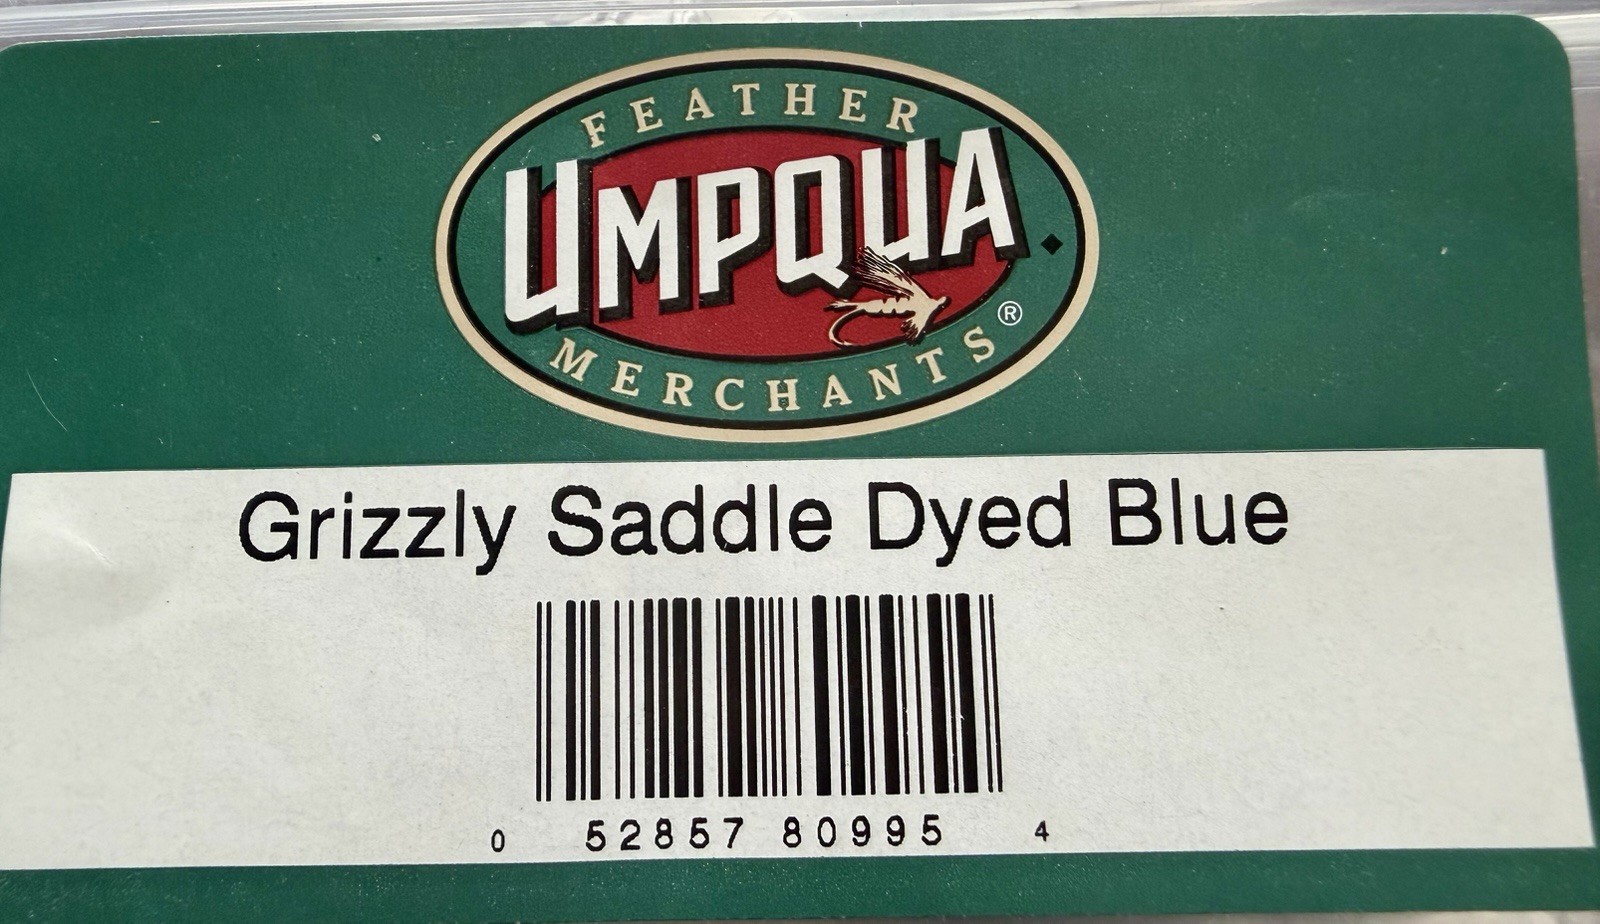 FEATHER
UMPQUA
MERCHANTS®
Grizzly Saddle Dyed Blue
0 52857 80995 4